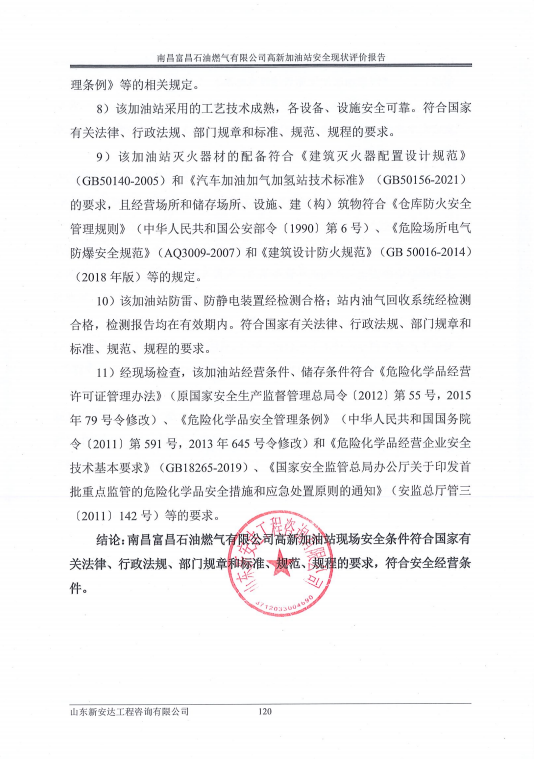 南昌富昌石油燃气有限公司高新加油站安全现状评价报告
理条例》等的相关规定。
8）该加油站采用的工艺技术成熟，各设备、设施安全可靠。符合国家
有关法律、行政法规、部门规章和标准、规范、规程的要求。
9）该加油站灭火器材的配备符合《建筑灭火器配置设计规范》
（GB50140-2005）和《汽车加油加气加氢站技术标准》（GB50156-2021）
的要求，且经营场所和储存场所、设施、建（构）筑物符合《仓库防火安全
管理规则》（中华人民共和国公安部令〔1990〕第 6 号）、《危险场所电气
防爆安全规范》（AQ3009-2007）和《建筑设计防火规范》（GB 50016-2014）
（2018 年版）等的规定。
10）该加油站防雷、防静电装置经检测合格；站内油气回收系统经检测
合格，检测报告均在有效期内。符合国家有关法律、行政法规、部门规章和
标准、规范、规程的要求。
11）经现场检查，该加油站经营条件、储存条件符合《危险化学品经营
许可证管理办法》（原国家安全生产监督管理总局令〔2012〕第 55 号，2015
年 79 号令修改）、《危险化学品安全管理条例》（中华人民共和国国务院
令〔2011〕第 591 号，2013 年 645 号令修改）和《危险化学品经营企业安全
技术基本要求》（GB18265-2019）、《国家安全监管总局办公厅关于印发首
批重点监管的危险化学品安全措施和应急处置原则的通知》（安监总厅管三
〔2011〕142 号）等的要求。
结论：南昌富昌石油燃气有限公司高新加油站现场安全条件符合国家有
关法律、行政法规、部门规章和标准、规范、规程的要求，符合安全经营条
件。
山东新安达工程咨询有限公司
山东新安达工程咨询有限公司 120